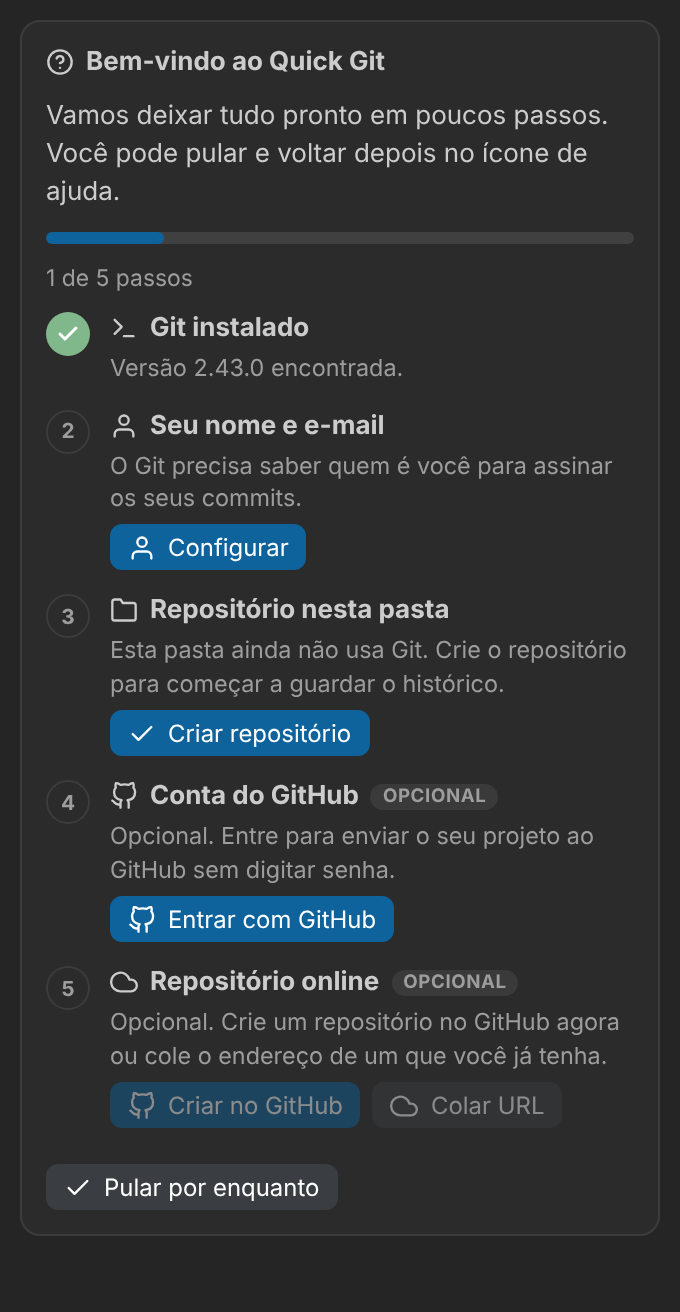 Bem-vindo ao Quick Git
Vamos deixar tudo pronto em poucos passos.
Você pode pular e voltar depois no ícone de
ajuda.
1 de 5 passos
Git instalado
Versão 2.43.0 encontrada.
2
Seu nome e e-mail
O Git precisa saber quem é você para assinar
os seus commits.
Configurar
3
Repositório nesta pasta
Esta pasta ainda não usa Git. Crie o repositório
para começar a guardar o histórico.
Criar repositório
4
Conta do GitHub OPCIONAL
Opcional. Entre para enviar o seu projeto ao
GitHub sem digitar senha.
Entrar com GitHub
5
Repositório online OPCIONAL
Opcional. Crie um repositório no GitHub agora
ou cole o endereço de um que você já tenha.
Criar no GitHub Colar URL
Pular por enquanto